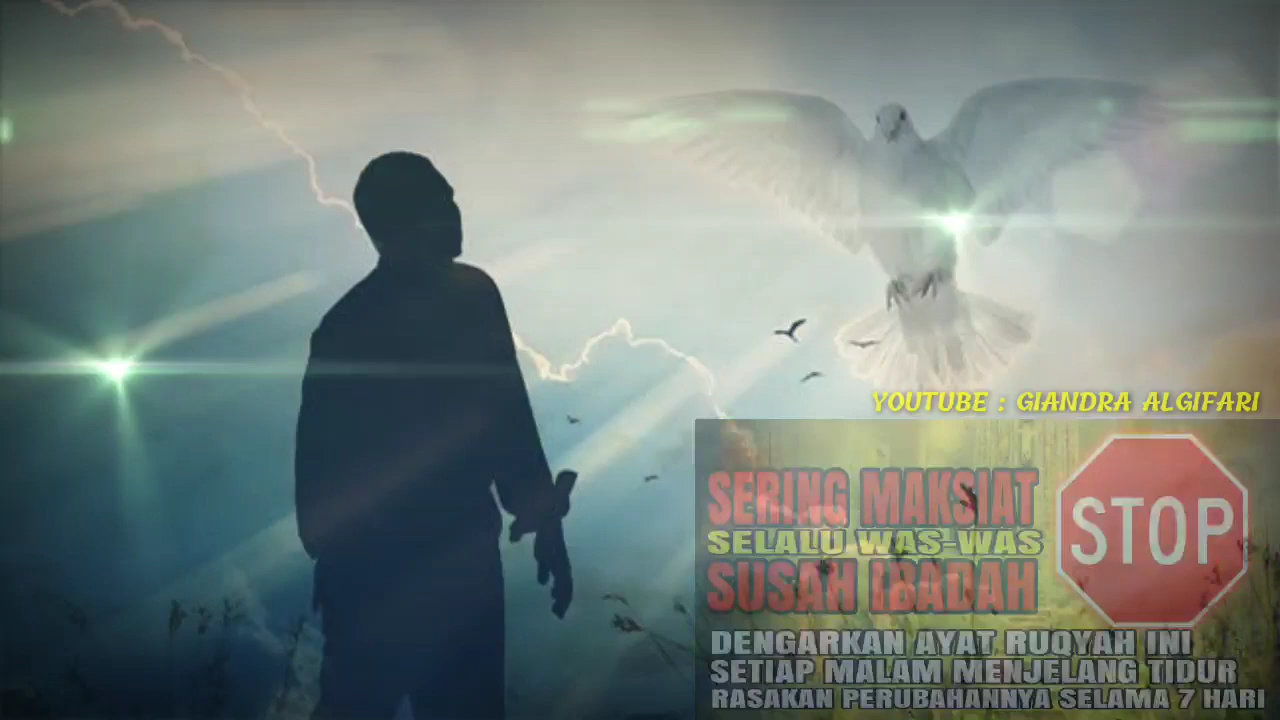 YOUTUBE : GIANDRA ALGIFARI
SERING MAKSIAT
SELALU WAS-WAS
SUSAH IBADAH
STOP
DENGARKAN AYAT RUQYAH INI
SETIAP MALAM MENJELANG TIDUR
RASAKAN PERUBAHANNYA SELAMA 7 HARI